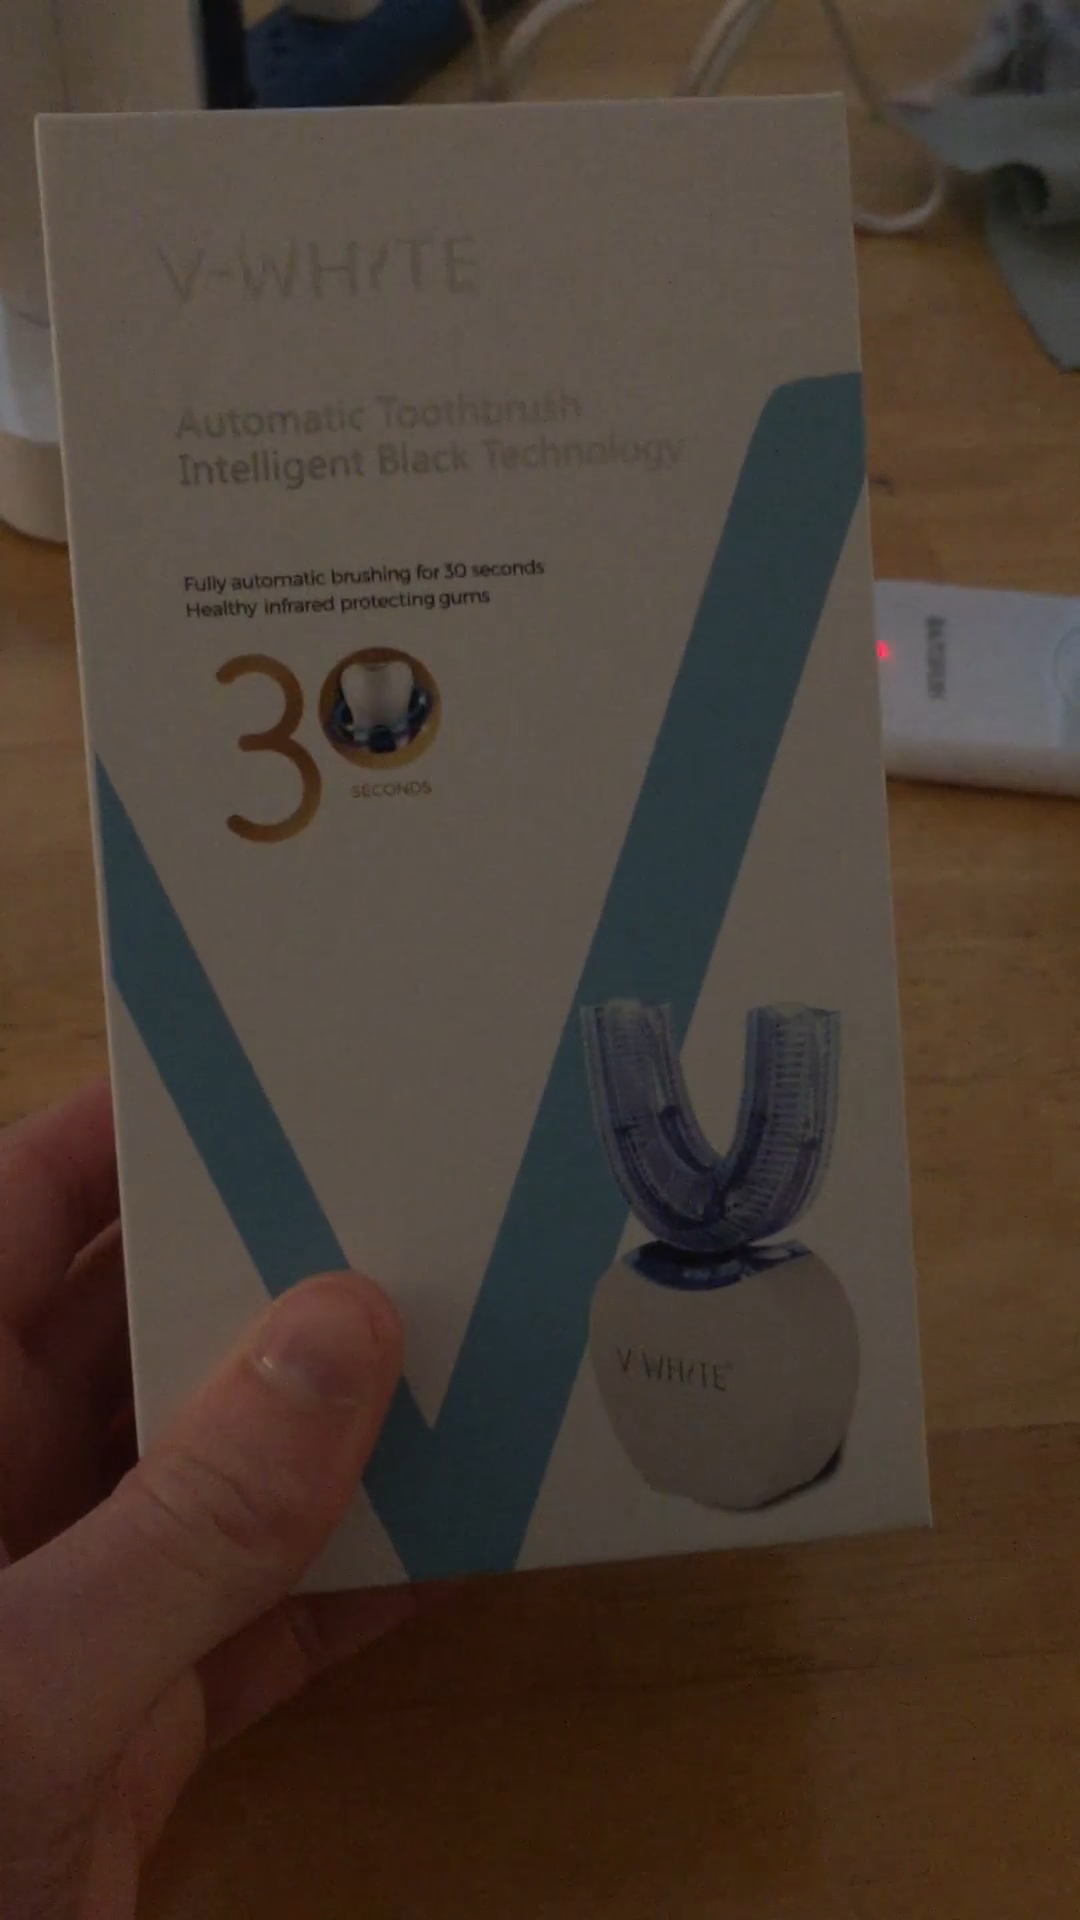 V-WHITE
Automatic Toothbrush
Intelligent Black Technology
Fully automatic brushing for 30 seconds
Healthy infrared protecting gums
30
SECONDS
V-WHITE